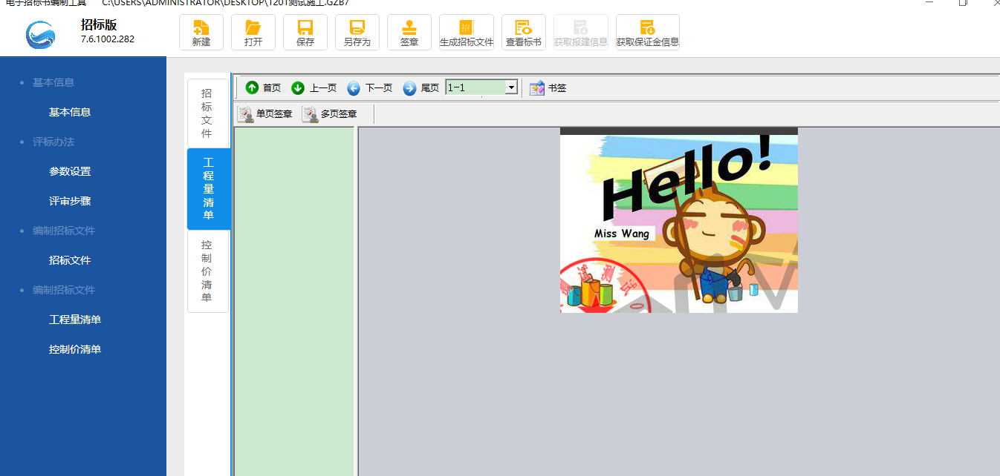 电子招标书编制工具 C:\USERS\ADMINISTRATOR\DESKTOP\1201测试施工.GZB7
招标版
7.6.1002.282
新建
打开
保存
另存为
签章
生成招标文件
查看标书
获取报建信息
获取保证金信息
基本信息
基本信息
评标办法
参数设置
评审步骤
编制招标文件
招标文件
编制招标文件
工程量清单
控制价清单
招标文件
工程量清单
控制价清单
首页 上一页 下一页 尾页 1-1 书签
单页签章 多页签章
Hello!
Miss Wang
测试